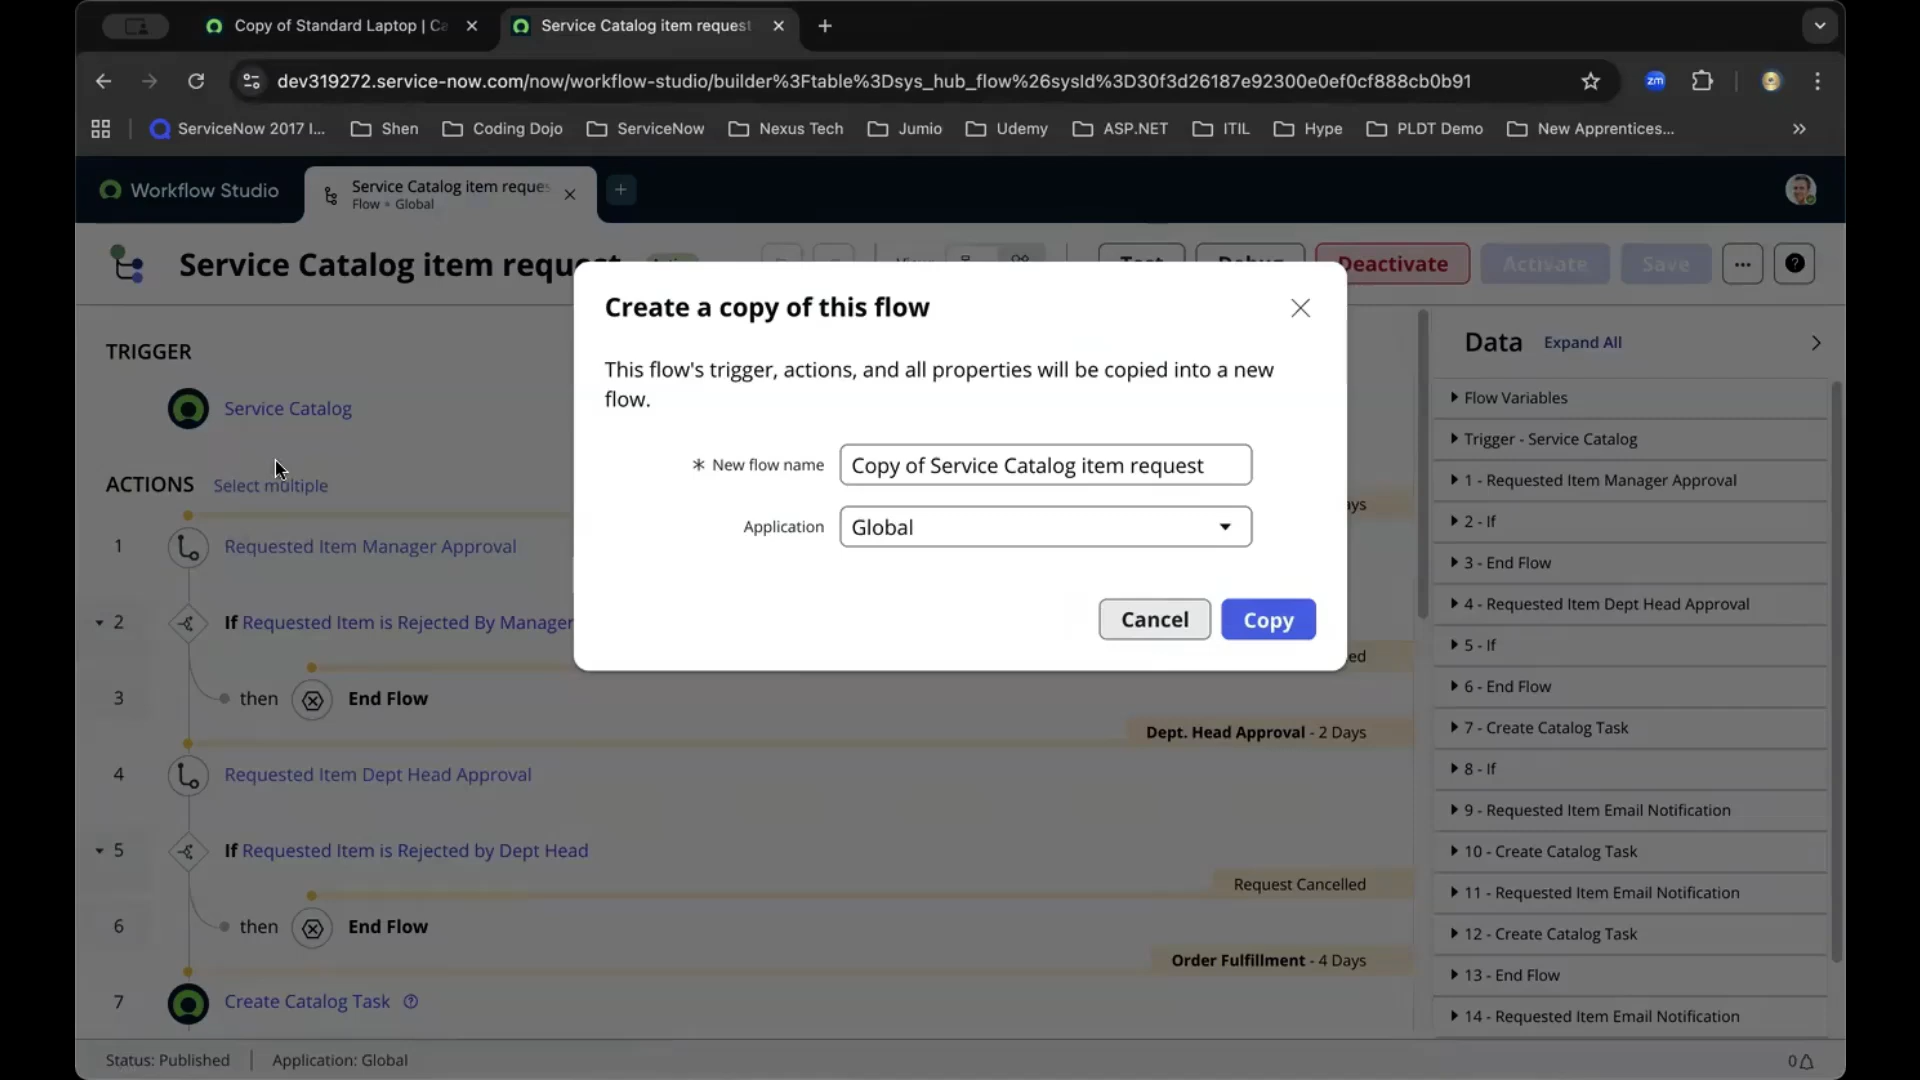 Copy of Standard Laptop | Ca
Service Catalog item request
dev319272.service-now.com/now/workflow-studio/builder%3Ftable%3Dsys_hub_flow%26sysId%3D30f3d26187e92300e0ef0cf888cb0b91
zm
ServiceNow 2017 I...
Shen
Coding Dojo
ServiceNow
Nexus Tech
Jumio
Udemy
ASP.NET
ITIL
Hype
PLDT Demo
New Apprentices...
Workflow Studio
Service Catalog item reques
Flow • Global
Service Catalog item request
Test
Debug
Deactivate
Activate
Save
Create a copy of this flow
This flow's trigger, actions, and all properties will be copied into a new
flow.
* New flow name
Copy of Service Catalog item request
Application
Global
Cancel
Copy
TRIGGER
Service Catalog
ACTIONS
Select multiple
1
Requested Item Manager Approval
2
If Requested Item is Rejected By Manager
3
then
End Flow
Dept. Head Approval - 2 Days
4
Requested Item Dept Head Approval
5
If Requested Item is Rejected by Dept Head
Request Cancelled
6
then
End Flow
Order Fulfillment - 4 Days
7
Create Catalog Task
Data
Expand All
Flow Variables
Trigger - Service Catalog
1 - Requested Item Manager Approval
2 - If
3 - End Flow
4 - Requested Item Dept Head Approval
5 - If
6 - End Flow
7 - Create Catalog Task
8 - If
9 - Requested Item Email Notification
10 - Create Catalog Task
11 - Requested Item Email Notification
12 - Create Catalog Task
13 - End Flow
14 - Requested Item Email Notification
Status: Published
Application: Global
0